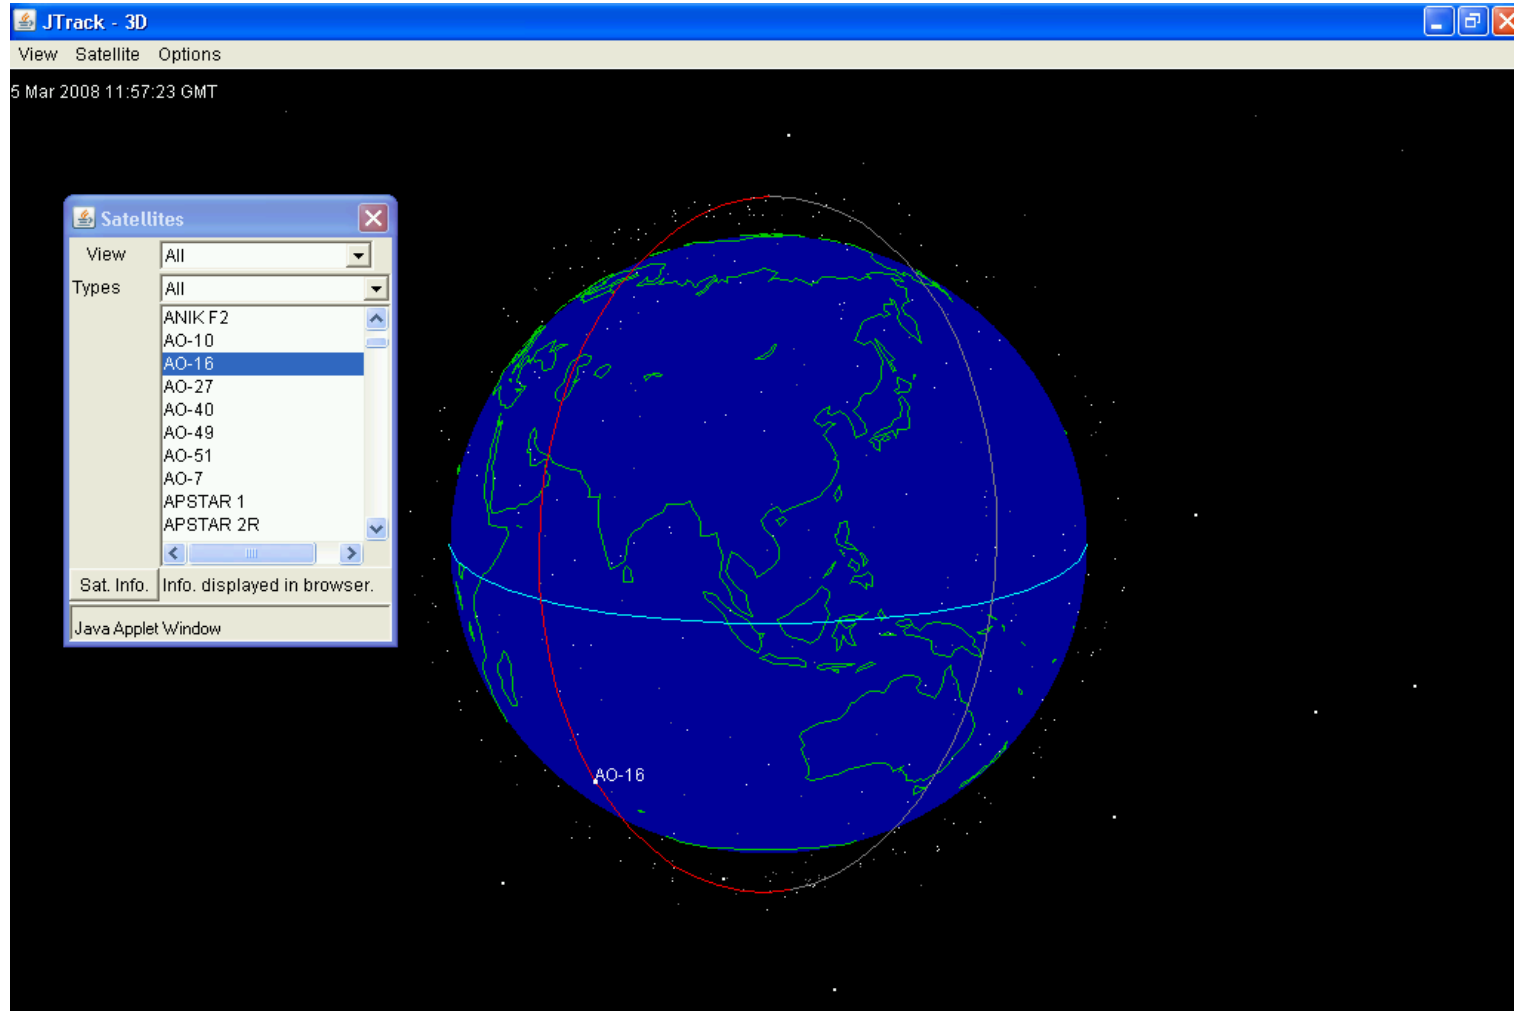 JTrack - 3D
View Satellite Options
5 Mar 2008 11:57:23 GMT
Satellites
View All
Types All
ANIK F2
AO-10
AO-16
AO-27
AO-40
AO-49
AO-51
AO-7
APSTAR 1
APSTAR 2R
Sat. Info. Info. displayed in browser.
Java Applet Window
AO-16